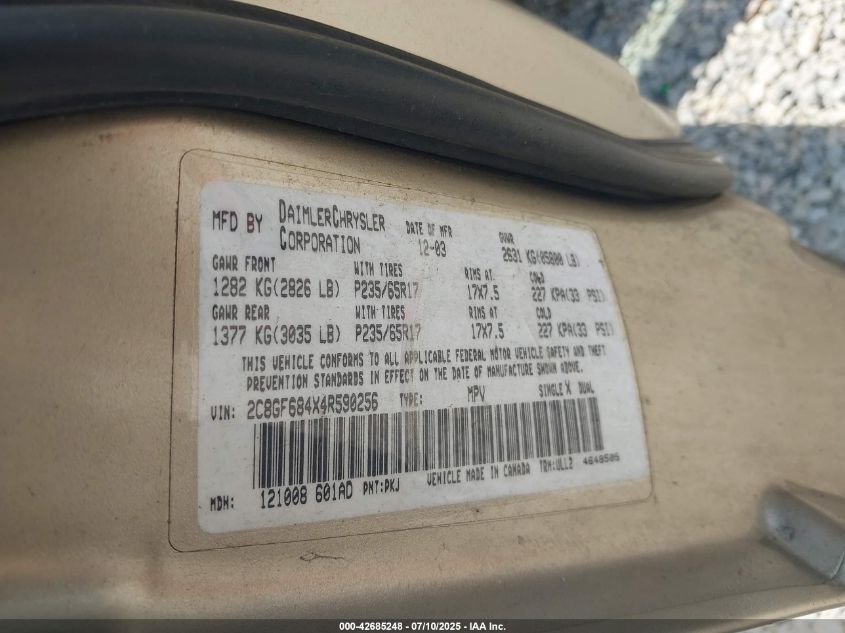 MFD BY DAIMLERCHRYSLER CORPORATION DATE OF MFR 12-03 GVWR 2631 KG(05800 LB)
GAWR FRONT WITH TIRES RIMS AT COLD
1282 KG(2826 LB) P235/65R17 17X7.5 227 KPA(33 PSI)
GAWR REAR WITH TIRES RIMS AT COLD
1377 KG(3035 LB) P235/65R17 17X7.5 227 KPA(33 PSI)
THIS VEHICLE CONFORMS TO ALL APPLICABLE FEDERAL MOTOR VEHICLE SAFETY AND THEFT
PREVENTION STANDARDS IN EFFECT ON THE DATE OF MANUFACTURE SHOWN ABOVE.
VIN: 2C8GF684X4R590256 TYPE: MPV SINGLE X DUAL
MDH: 121008 601AD PNT:PKJ VEHICLE MADE IN CANADA TRM:ULL2 4648505
000-42685248 - 07/10/2025 - IAA Inc.